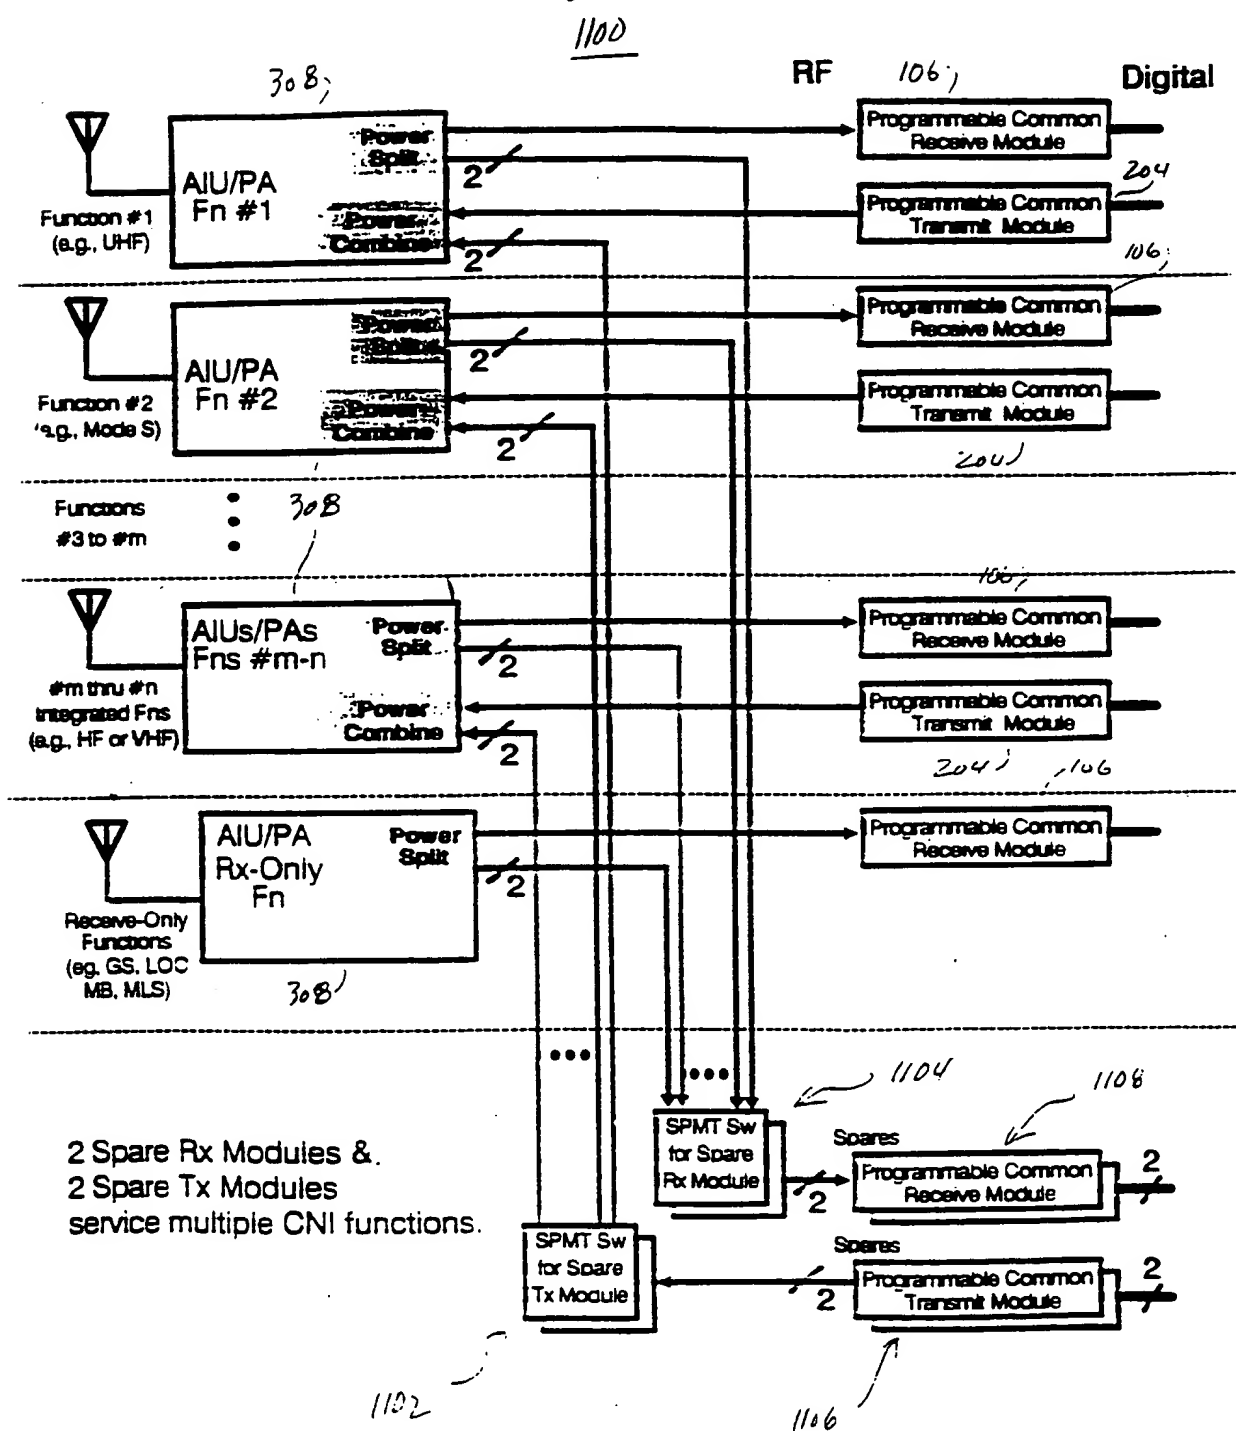 1100
308
RF
106
Digital
Power
Split
Programmable Common
Receive Module
2
AIU/PA
Fn #1
204
Function #1
(e.g., UHF)
Power
Combine
Programmable Common
Transmit Module
2
106
Power
Split
Programmable Common
Receive Module
2
AIU/PA
Fn #2
Function #2
e.g., Mode S)
Power
Combine
Programmable Common
Transmit Module
2
204
Functions
#3 to #m
308
106
AIUs/PAs
Fns #m-n
Power
Split
Programmable Common
Receive Module
2
#m thru #n
Integrated Fns
(e.g., HF or VHF)
Power
Combine
Programmable Common
Transmit Module
2
204
106
AIU/PA
Rx-Only
Fn
Power
Split
Programmable Common
Receive Module
2
Receive-Only
Functions
(eg. GS, LOC
MB, MLS)
308
1104
1108
2 Spare Rx Modules &
2 Spare Tx Modules
service multiple CNI functions.
SPMT Sw
for Spare
Rx Module
Spares
2
Programmable Common
Receive Module
2
SPMT Sw
for Spare
Tx Module
Spares
2
Programmable Common
Transmit Module
2
1102
1106